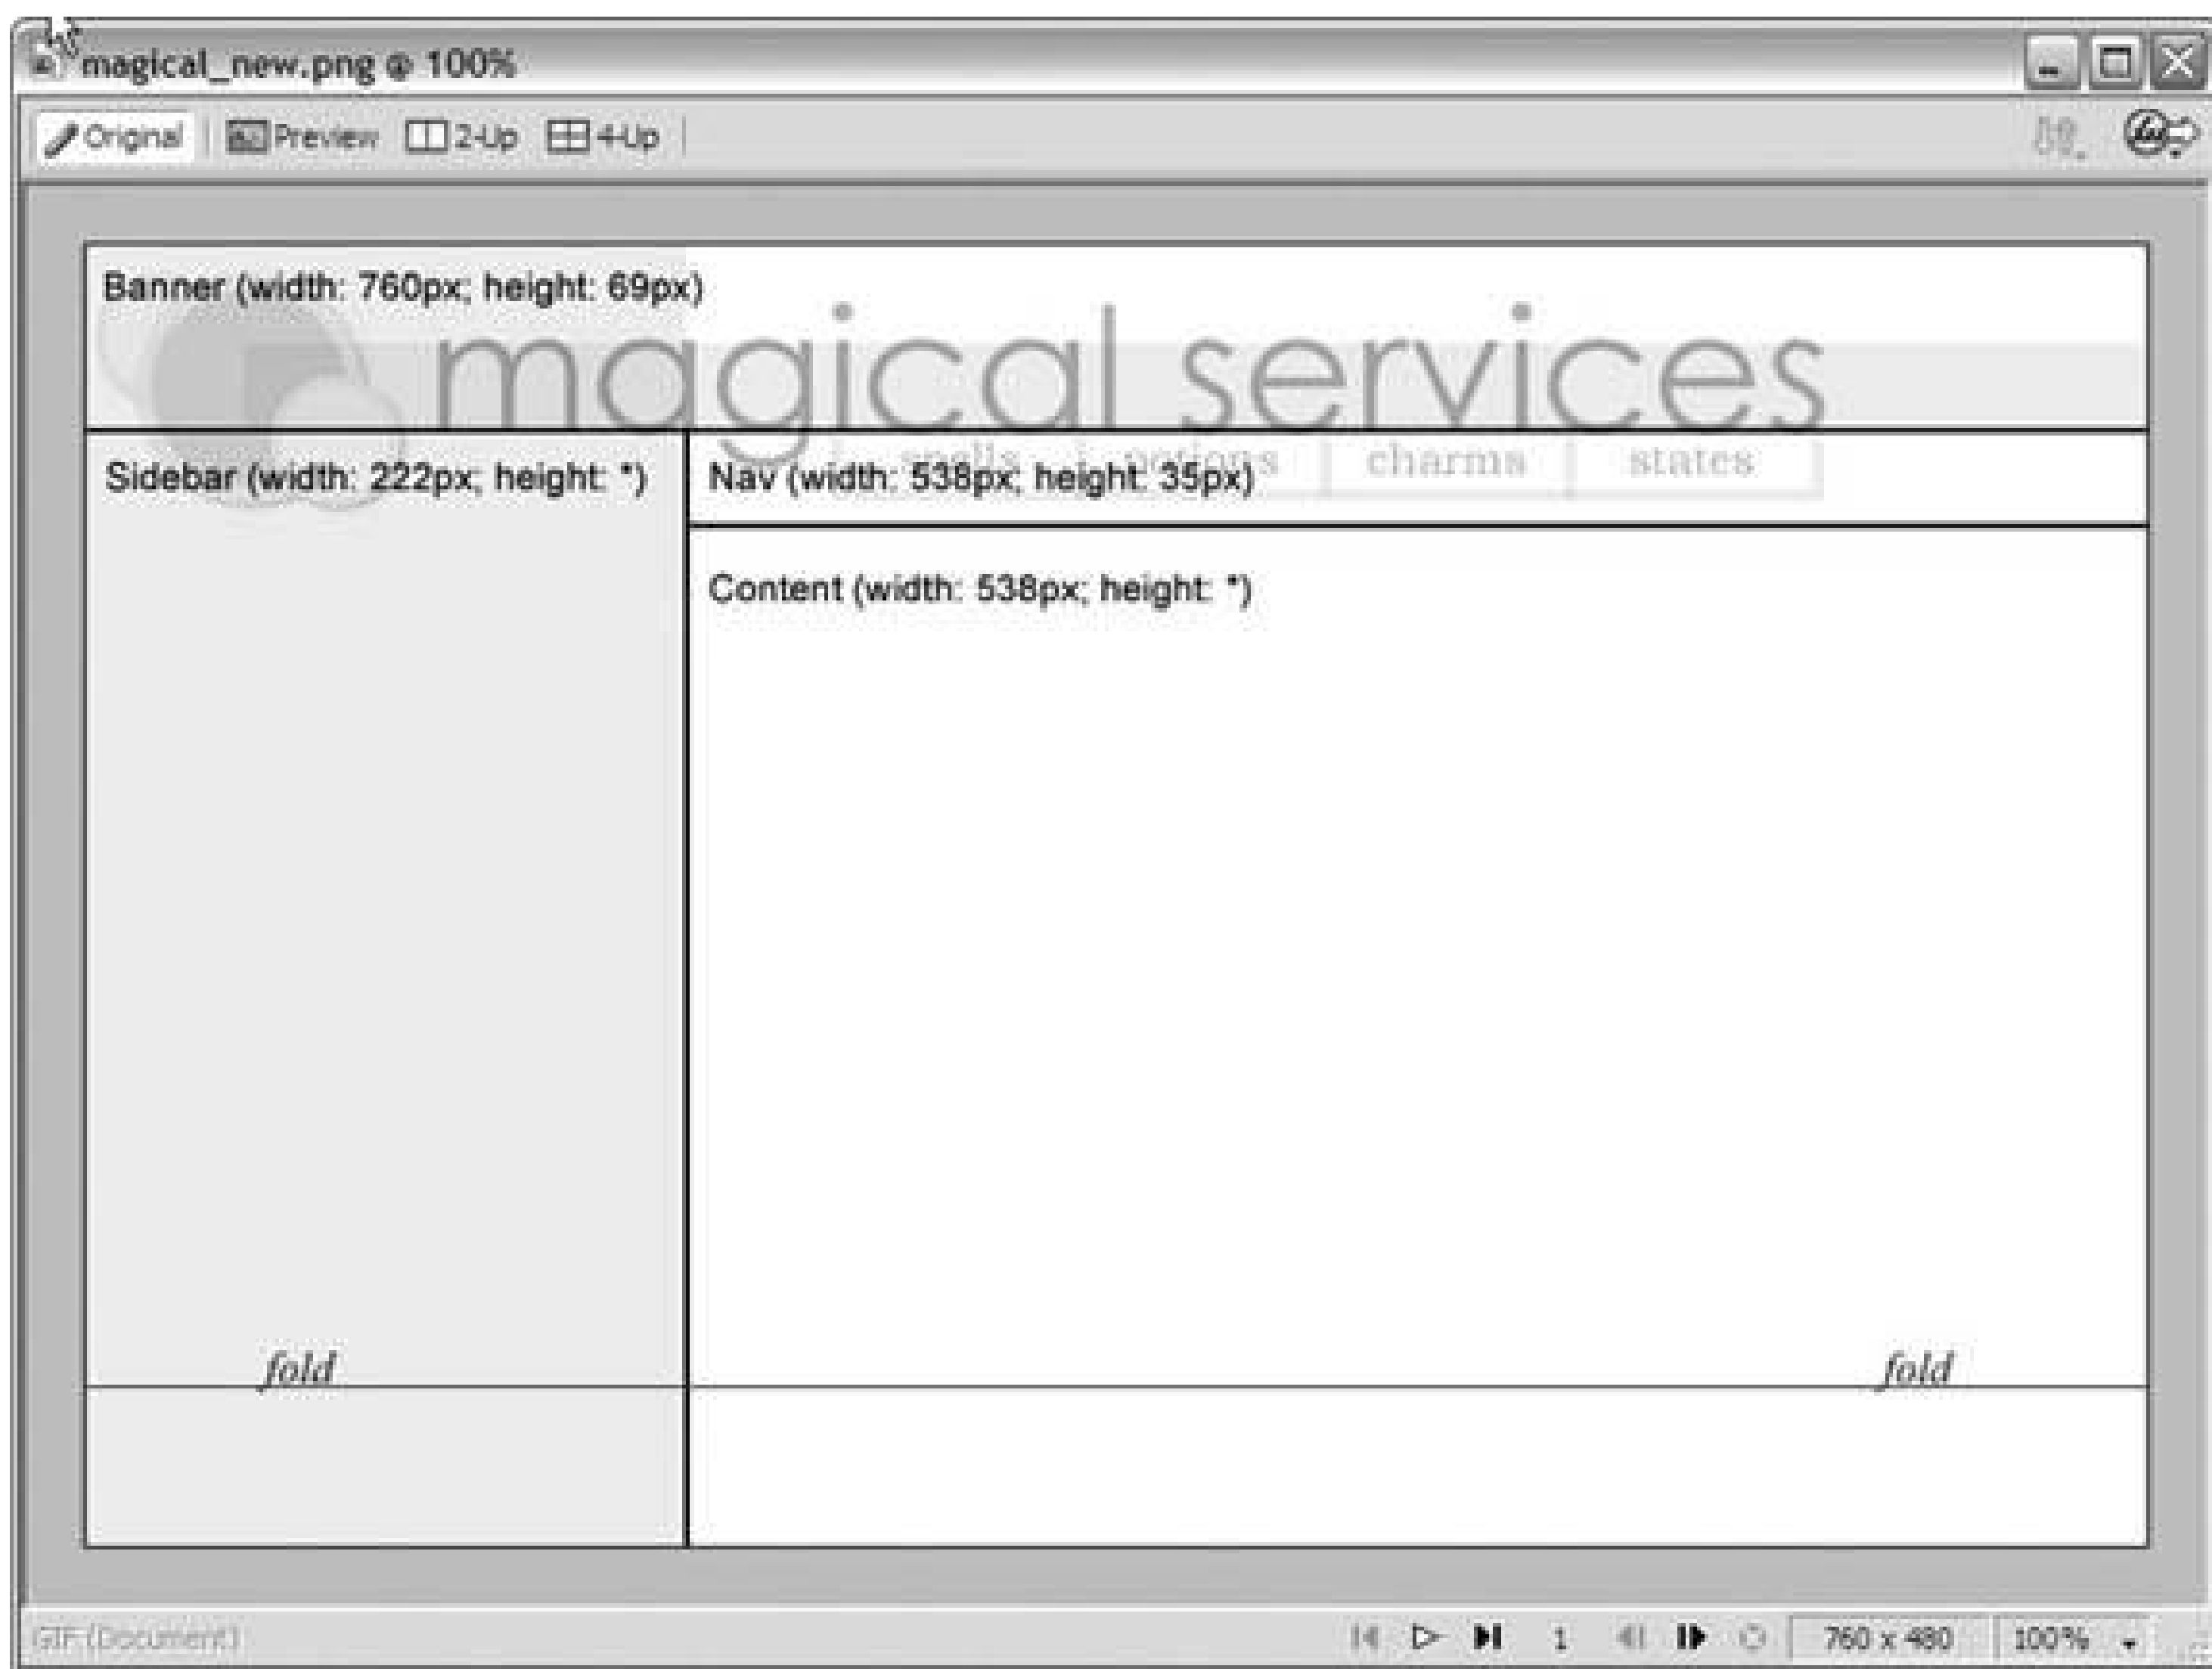 magical_new.png @ 100%
Original Preview 2-Up 4-Up
Banner (width: 760px; height: 69px)
magical services
spells potions charms states
Sidebar (width: 222px; height: *)
Nav (width: 538px; height: 35px)
Content (width: 538px; height: *)
fold fold
GIF (Document) 1 760 x 480 100%